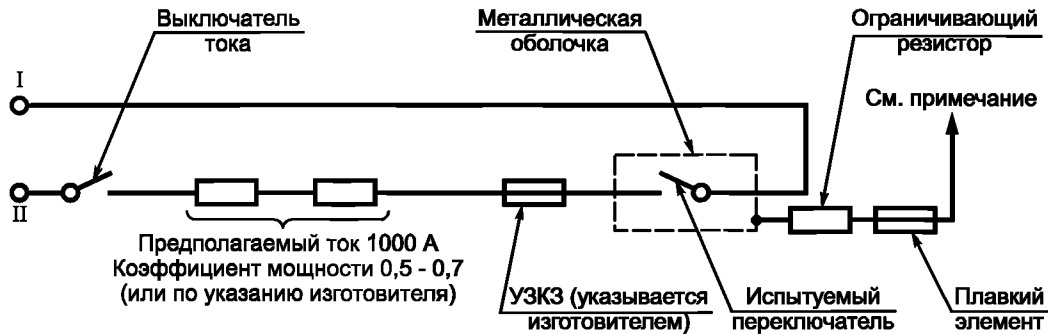 Выключатель
тока
Металлическая
оболочка
Ограничивающий
резистор
См. примечание
I
II
Предполагаемый ток 1000 А
Коэффициент мощности 0,5 - 0,7
(или по указанию изготовителя)
УЗКЗ (указывается
изготовителем)
Испытуемый
переключатель
Плавкий
элемент